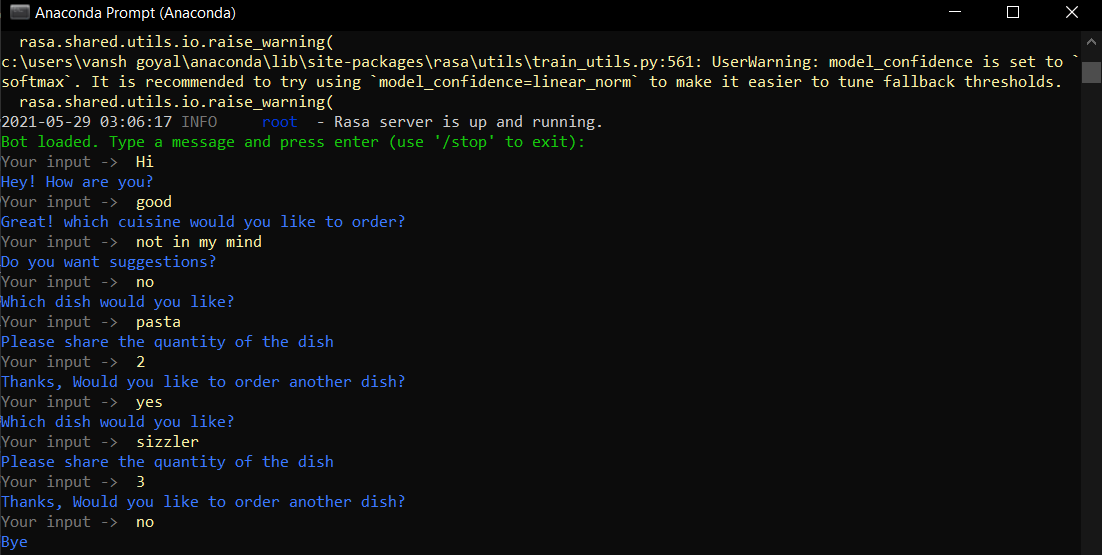 Anaconda Prompt (Anaconda)
rasa.shared.utils.io.raise_warning(
c:\users\vansh goyal\anaconda\lib\site-packages\rasa\utils\train_utils.py:561: UserWarning: model_confidence is set to `
softmax`. It is recommended to try using `model_confidence=linear_norm` to make it easier to tune fallback thresholds.
rasa.shared.utils.io.raise_warning(
2021-05-29 03:06:17 INFO     root  - Rasa server is up and running.
Bot loaded. Type a message and press enter (use '/stop' to exit):
Your input ->  Hi
Hey! How are you?
Your input ->  good
Great! which cuisine would you like to order?
Your input ->  not in my mind
Do you want suggestions?
Your input ->  no
Which dish would you like?
Your input ->  pasta
Please share the quantity of the dish
Your input ->  2
Thanks, Would you like to order another dish?
Your input ->  yes
Which dish would you like?
Your input ->  sizzler
Please share the quantity of the dish
Your input ->  3
Thanks, Would you like to order another dish?
Your input ->  no
Bye